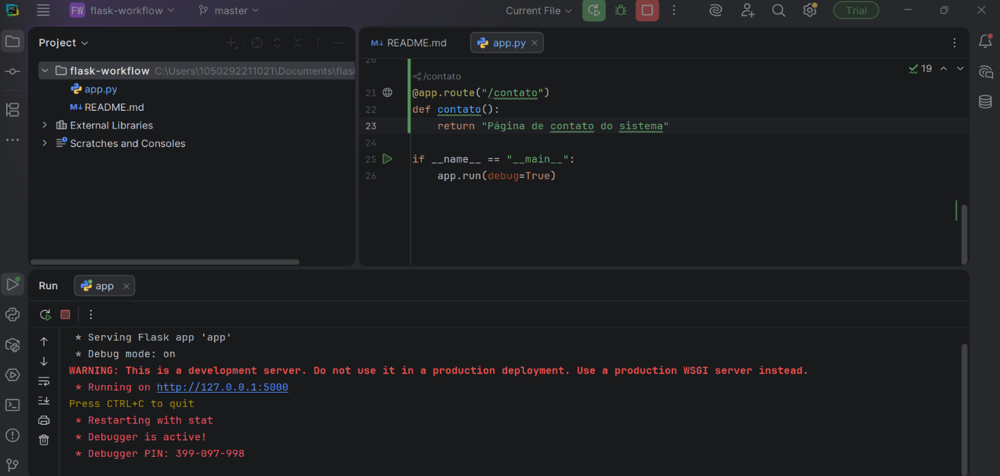 PC
FW flask-workflow master Current File Trial
Project
flask-workflow C:\Users\1050292211021\Documents\flas
app.py
M↓ README.md
External Libraries
Scratches and Consoles
M↓ README.md app.py
19
20
/contato
21 @app.route("/contato")
22 def contato():
23 return "Página de contato do sistema"
24
25 if __name__ == "__main__":
26 app.run(debug=True)
Run app
* Serving Flask app 'app'
* Debug mode: on
WARNING: This is a development server. Do not use it in a production deployment. Use a production WSGI server instead.
* Running on http://127.0.0.1:5000
Press CTRL+C to quit
* Restarting with stat
* Debugger is active!
* Debugger PIN: 399-097-998